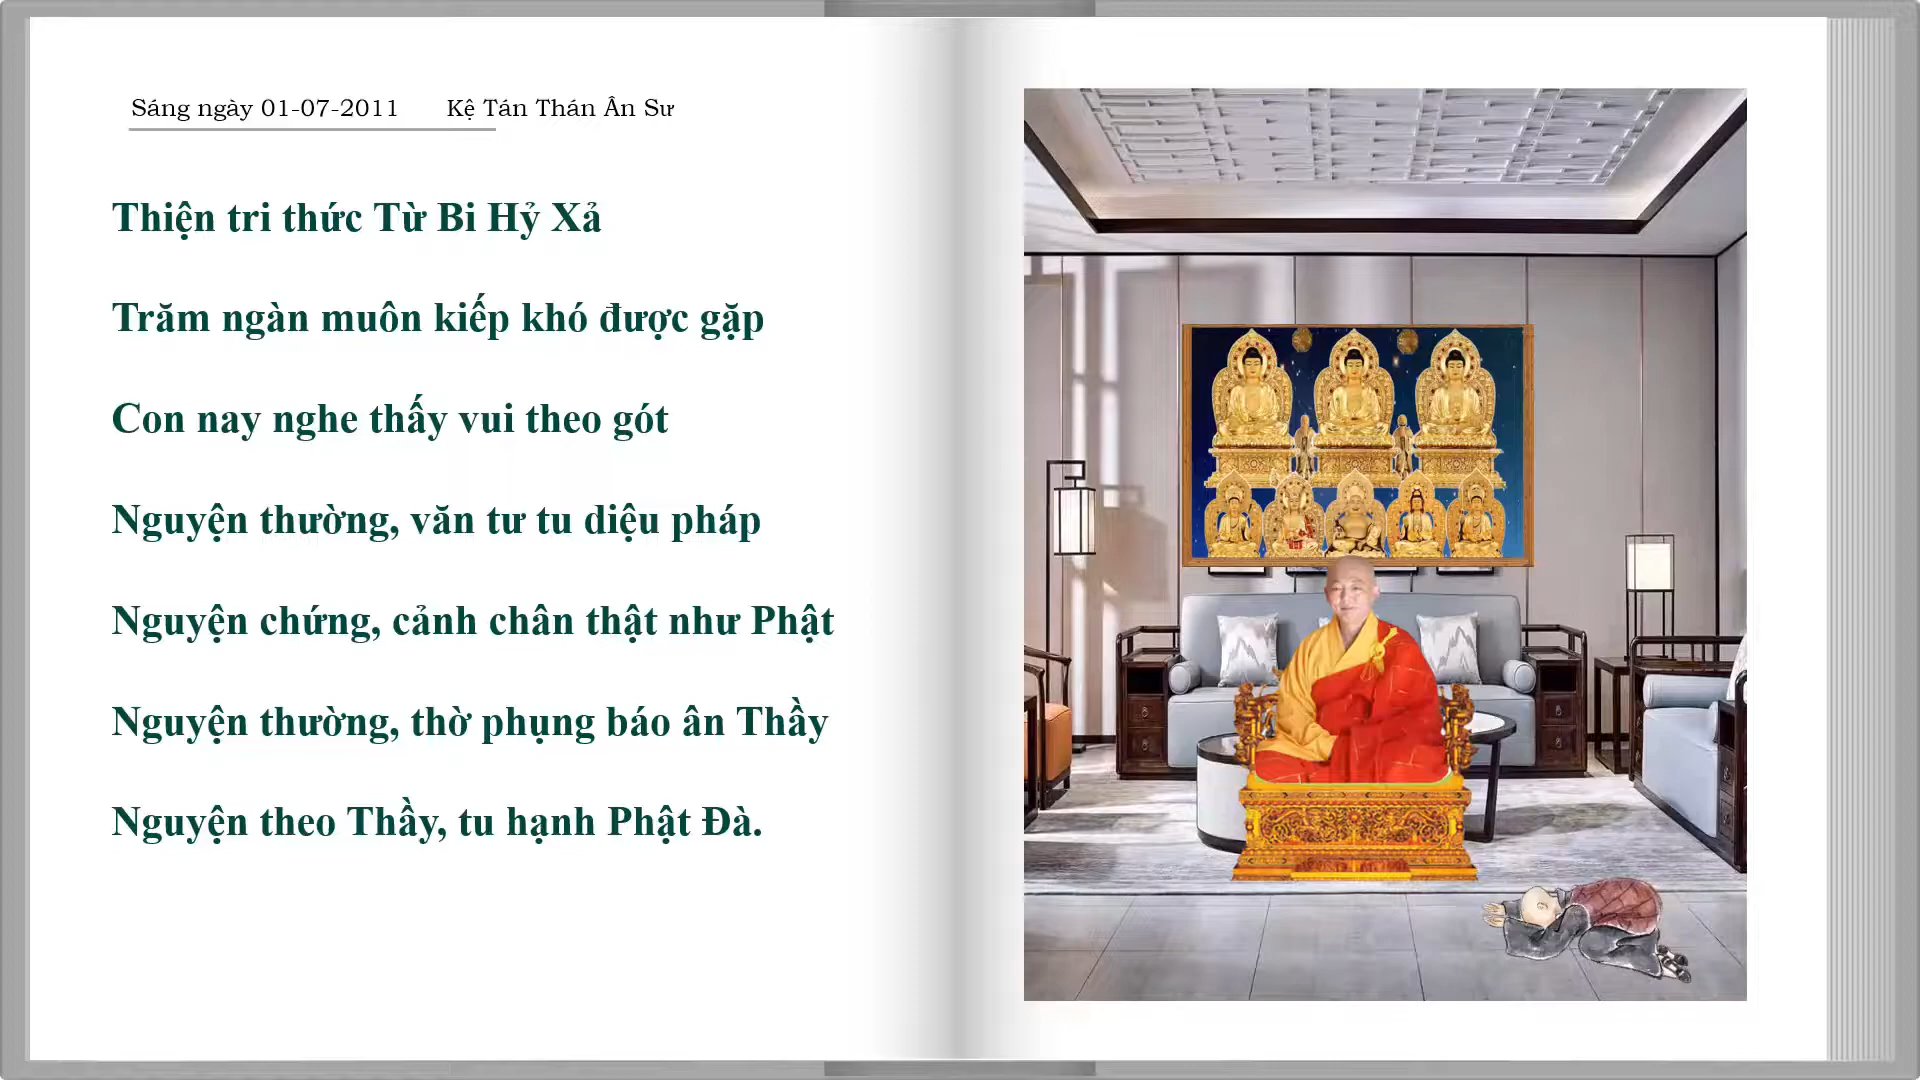 Sáng ngày 01-07-2011 Kệ Tán Thán Ân Sư
Thiện tri thức Từ Bi Hỷ Xả
Trăm ngàn muôn kiếp khó được gặp
Con nay nghe thấy vui theo gót
Nguyện thường, văn tư tu diệu pháp
Nguyện chứng, cảnh chân thật như Phật
Nguyện thường, thờ phụng báo ân Thầy
Nguyện theo Thầy, tu hạnh Phật Đà.